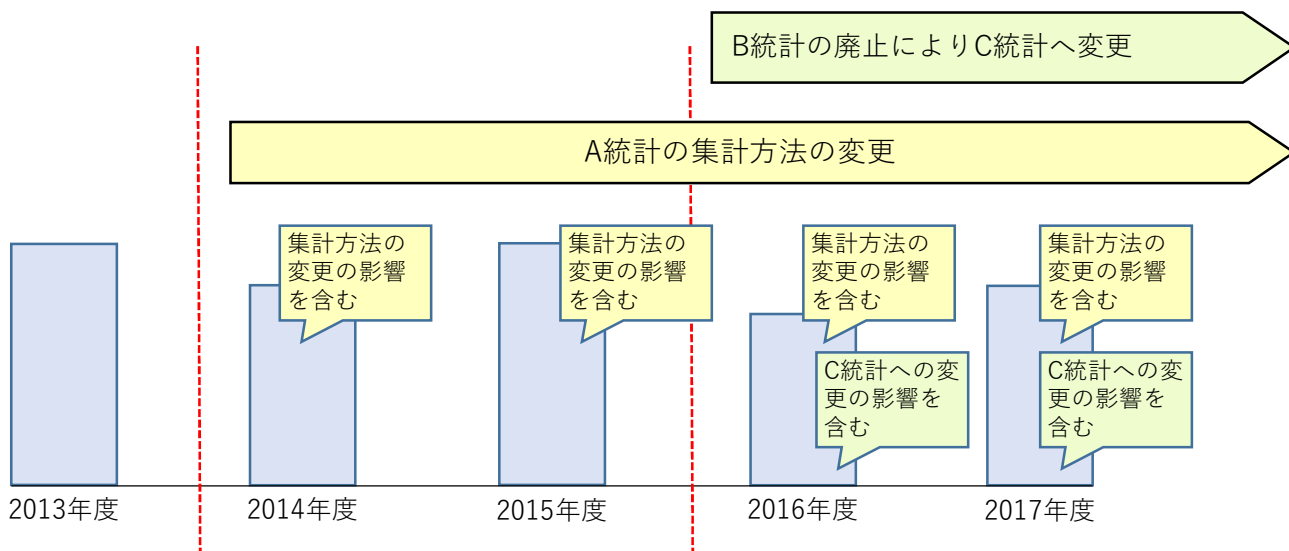 B統計の廃止によりC統計へ変更
A統計の集計方法の変更
集計方法の
変更の影響
を含む
集計方法の
変更の影響
を含む
集計方法の
変更の影響
を含む
集計方法の
変更の影響
を含む
C統計への変
更の影響を
含む
C統計への変
更の影響を
含む
2013年度
2014年度
2015年度
2016年度
2017年度